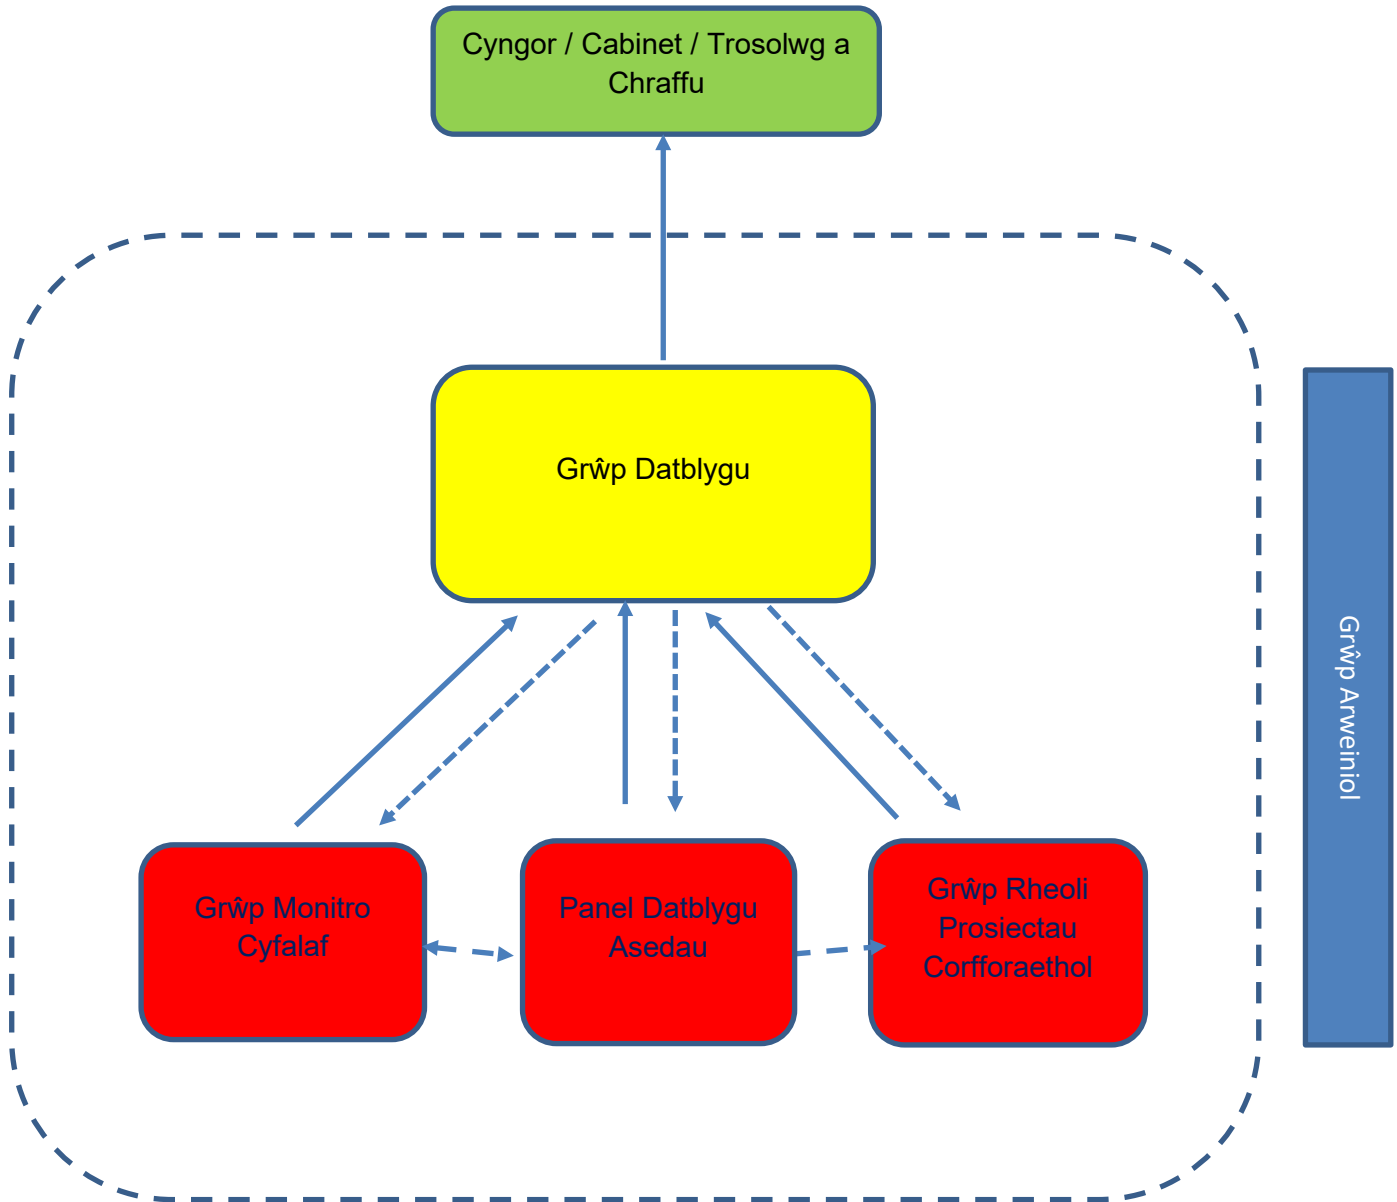 Cyngor / Cabinet / Trosolwg a
Chraffu
Grŵp Datblygu
Grŵp Arweiniol
Grŵp Monitro
Cyfalaf
Panel Datblygu
Asedau
Grŵp Rheoli
Prosiectau
Corfforaethol